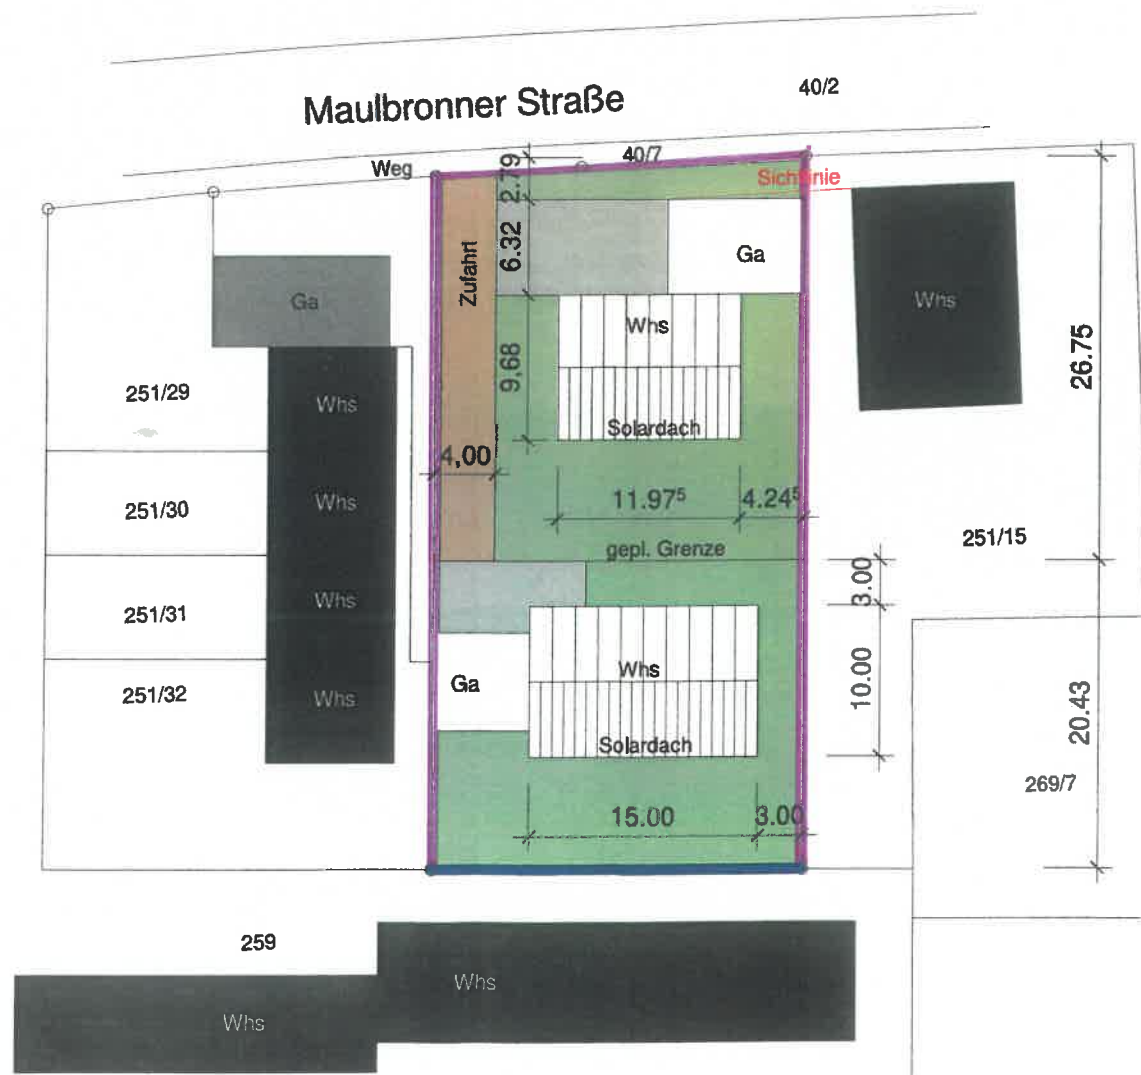 40/2
Maulbronner Straße
40/7
Weg
2.79
Sichtlinie
6.32
Zufahrt
Ga
Ga
Whs
Whs
26.75
9,68
251/29
Whs
Solardach
4,00
11.97⁵
4.24⁵
251/30
Whs
251/15
gepl. Grenze
3.00
251/31
Whs
10.00
251/32
Whs
Ga
Whs
20.43
Solardach
269/7
15.00
3.00
259
Whs
Whs